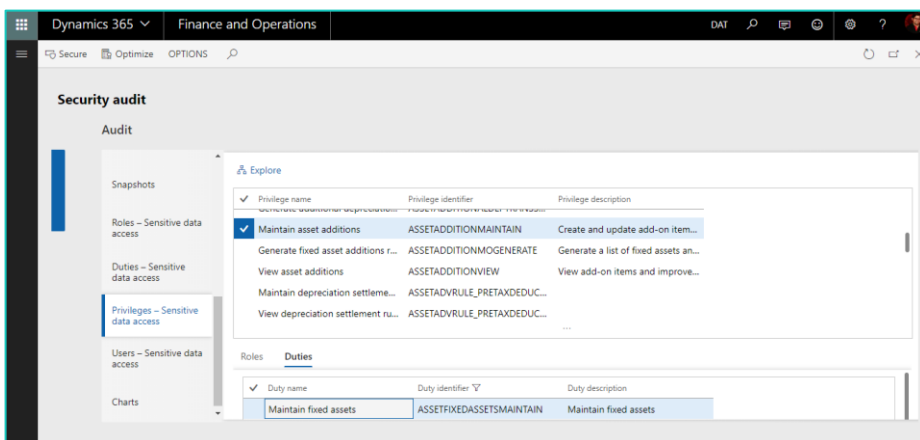 Dynamics 365 Finance and Operations DAT ?
Secure Optimize OPTIONS
Security audit
Audit
Snapshots
Roles – Sensitive data
access
Duties – Sensitive
data access
Privileges – Sensitive
data access
Users – Sensitive data
access
Charts
Explore
Privilege name Privilege identifier Privilege description
Maintain asset additions ASSETADDITIONMAINTAIN Create and update add-on item...
Generate fixed asset additions r... ASSETADDITIONMOGENERATE Generate a list of fixed assets an...
View asset additions ASSETADDITIONVIEW View add-on items and improve...
Maintain depreciation settleme... ASSETADVRULE_PRETAXDEDUC...
View depreciation settlement ru... ASSETADVRULE_PRETAXDEDUC...
...
Roles Duties
Duty name Duty identifier Duty description
Maintain fixed assets ASSETFIXEDASSETSMAINTAIN Maintain fixed assets